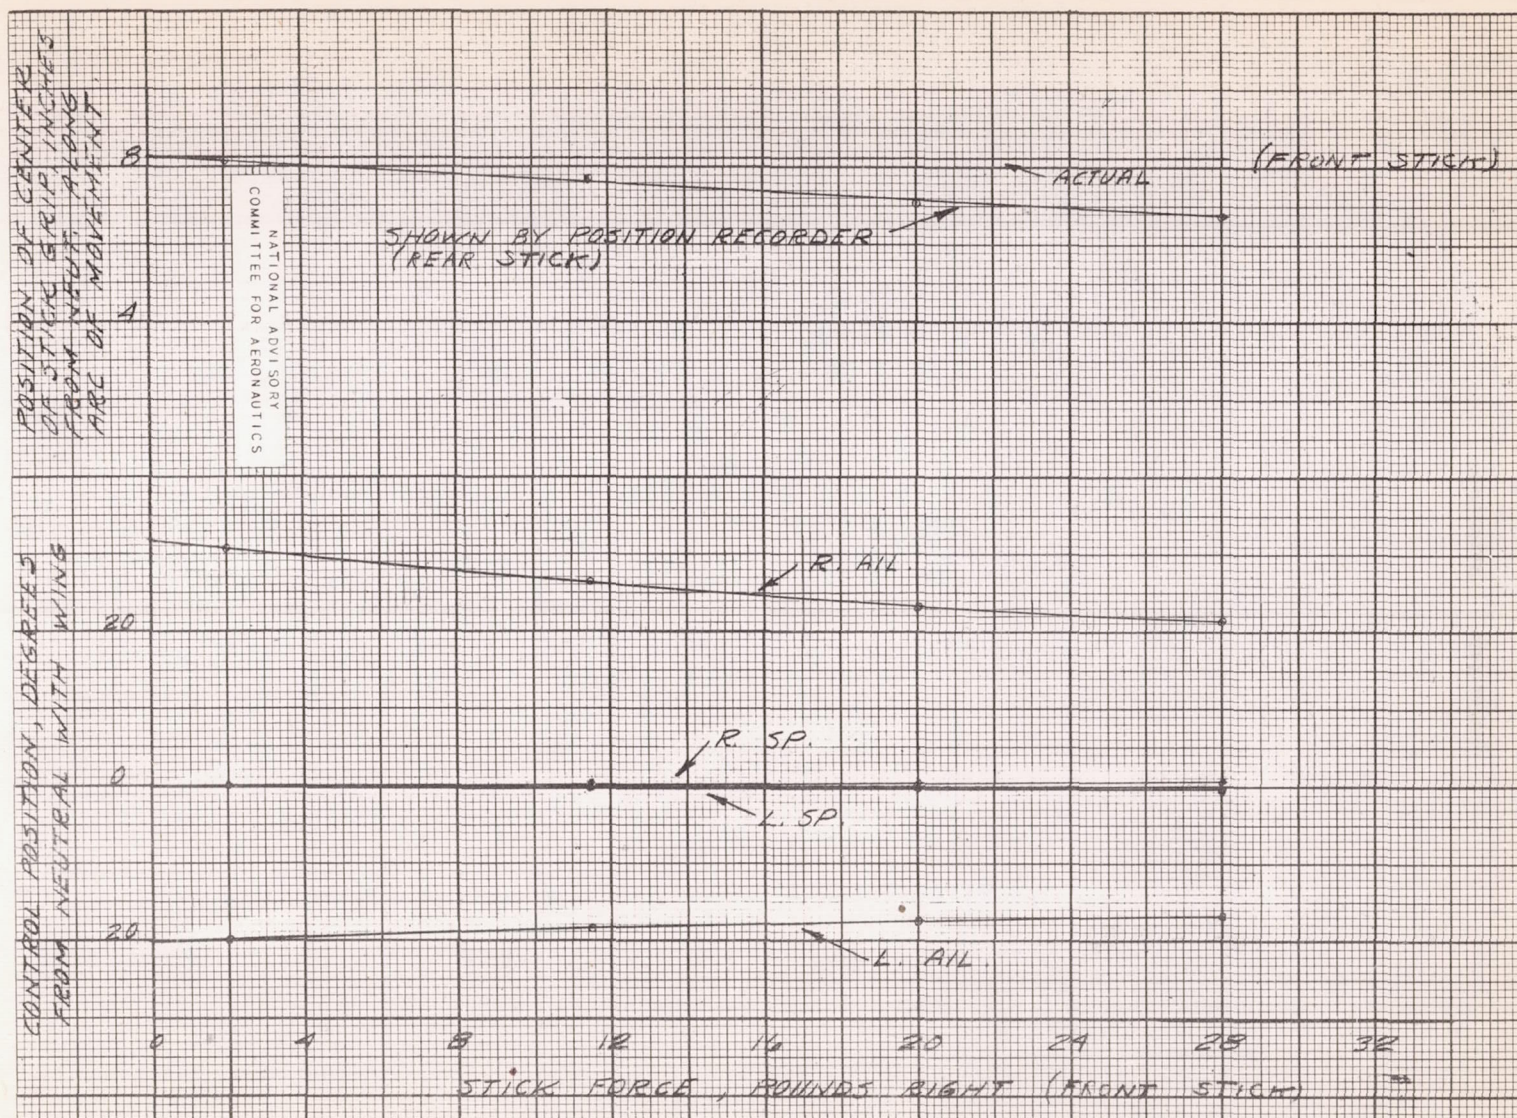 POSITION OF CENTER
OF STICK GRIP, INCHES
FROM NEUT. ALONG
ARC OF MOVEMENT.
8
4
(FRONT STICK)
ACTUAL
SHOWN BY POSITION RECORDER
(REAR STICK)
NATIONAL ADVISORY
COMMITTEE FOR AERONAUTICS
CONTROL POSITION, DEGREES
FROM NEUTRAL WITH WING
20
0
20
R. AIL.
R. SP.
L. SP.
L. AIL.
0 4 8 12 16 20 24 28 32
STICK FORCE, POUNDS RIGHT (FRONT STICK)